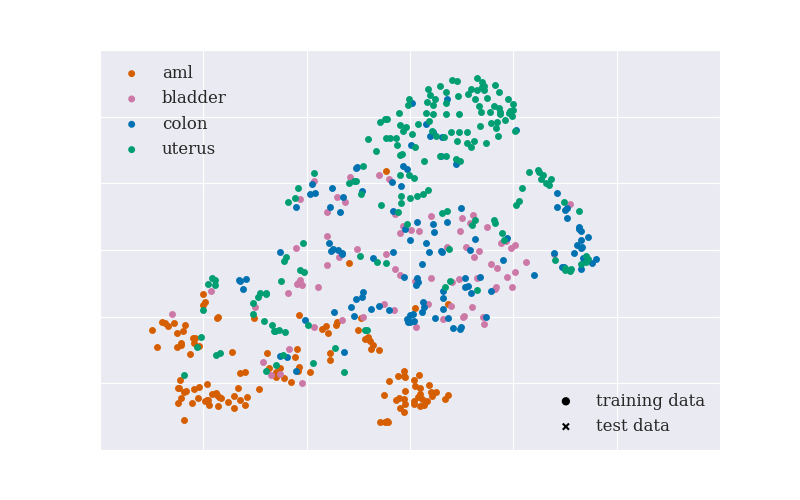 aml
bladder
colon
uterus
training data
test data